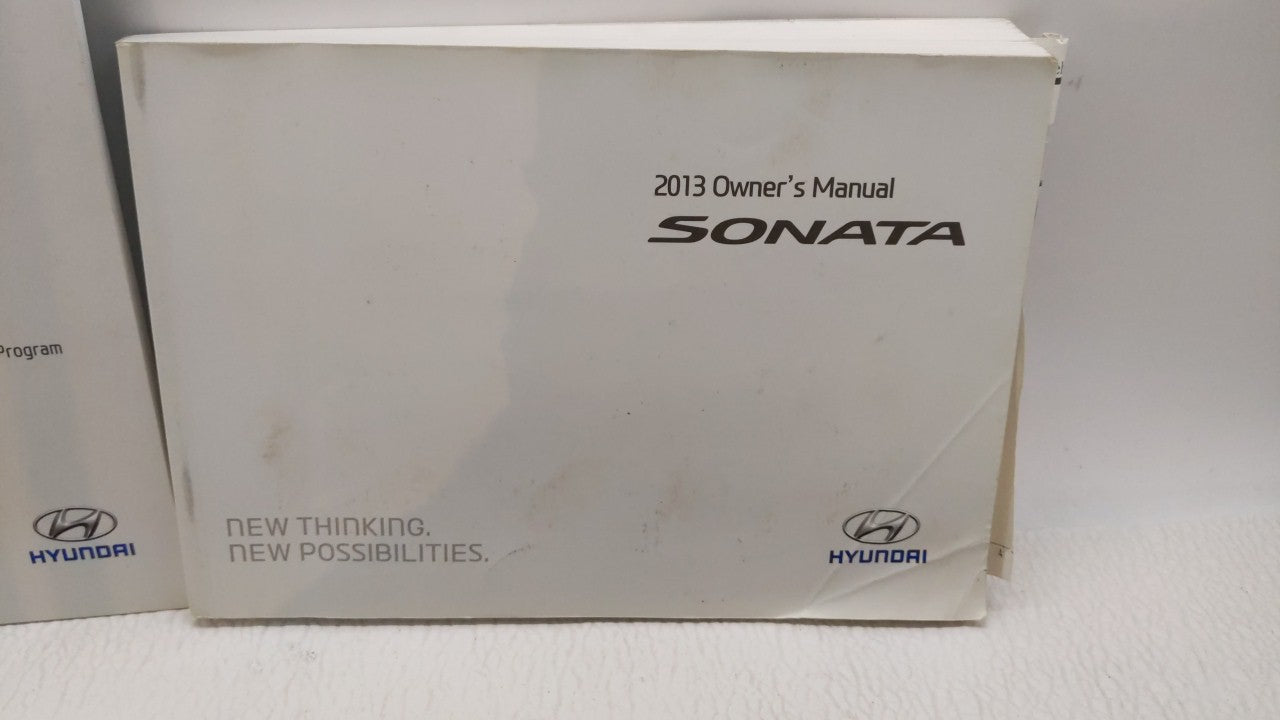 Program
HYUNDAI
2013 Owner's Manual
SONATA
NEW THINKING.
NEW POSSIBILITIES.
HYUNDAI